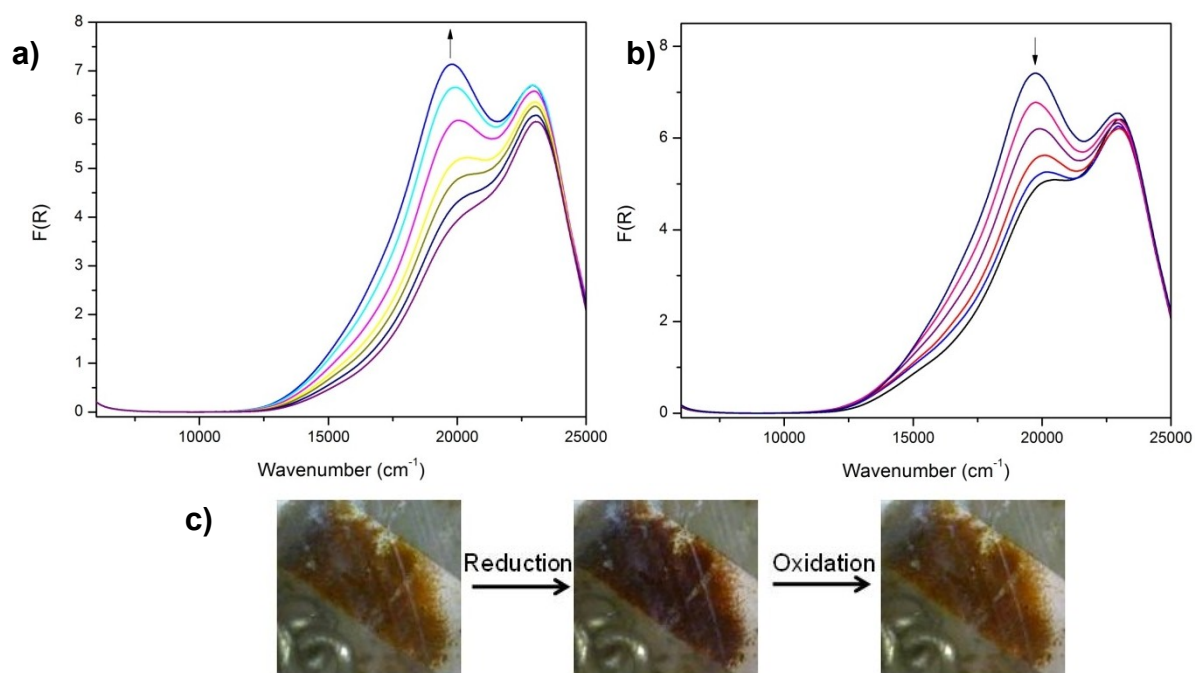 a)
8
7
6
5
4
3
2
1
0
F(R)
10000 15000 20000 25000
Wavenumber (cm⁻¹)
b)
8
6
4
2
0
F(R)
10000 15000 20000 25000
Wavenumber (cm⁻¹)
c)
Reduction
Oxidation